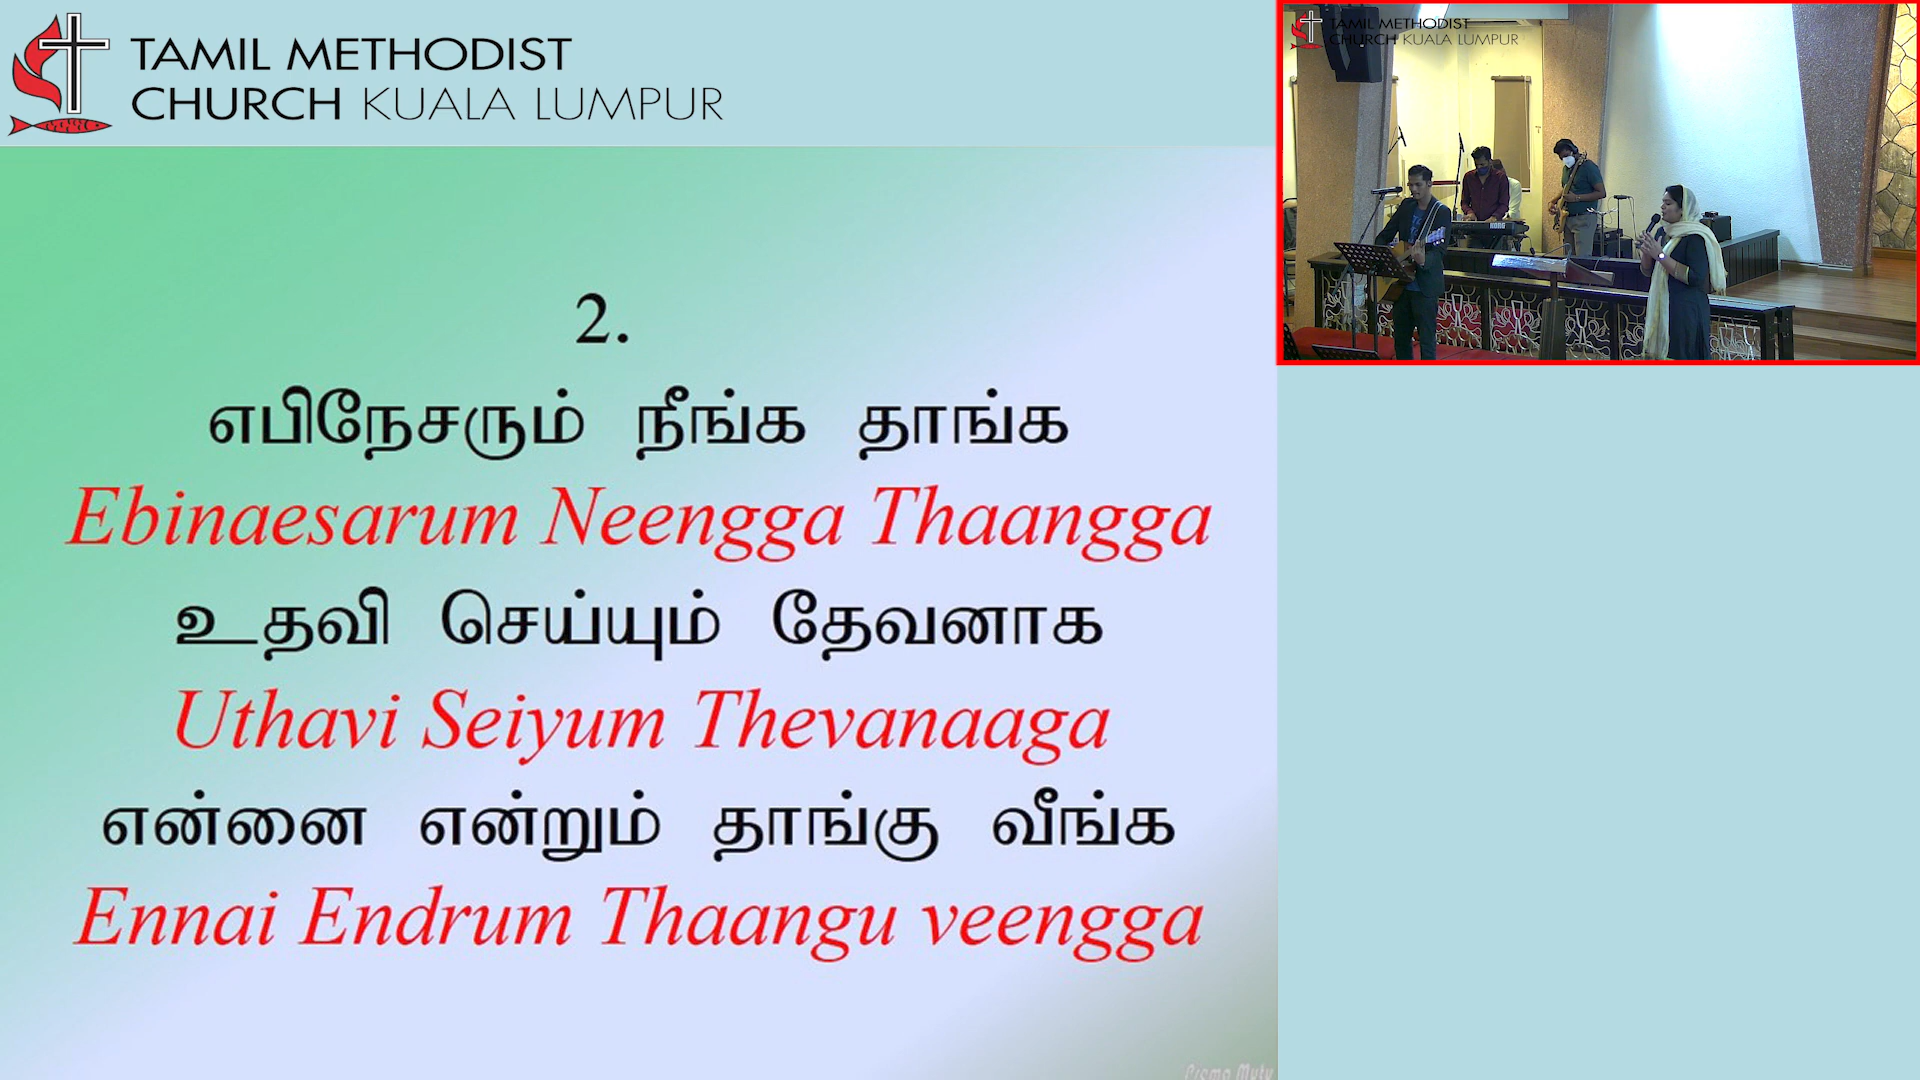 TAMIL METHODIST
CHURCH KUALA LUMPUR
2.
எபிநேசரும் நீங்க தாங்க
Ebinaesarum Neengga Thaangga
உதவி செய்யும் தேவனாக
Uthavi Seiyum Thevanaaga
என்னை என்றும் தாங்கு வீங்க
Ennai Endrum Thaangu veengga
TAMIL METHODIST
CHURCH KUALA LUMPUR
KORG